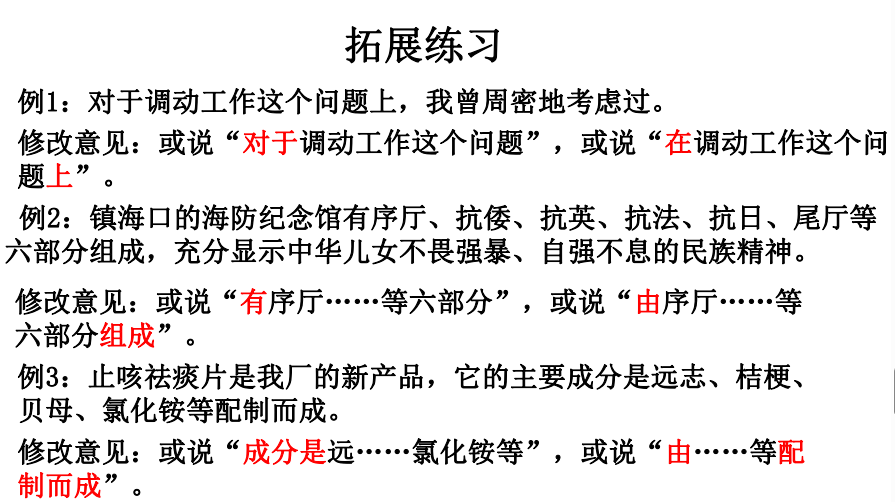 拓展练习
例1：对于调动工作这个问题上，我曾周密地考虑过。
修改意见：或说“对于调动工作这个问题”，或说“在调动工作这个问
题上”。
例2：镇海口的海防纪念馆有序厅、抗倭、抗英、抗法、抗日、尾厅等
六部分组成，充分显示中华儿女不畏强暴、自强不息的民族精神。
修改意见：或说“有序厅……等六部分”，或说“由序厅……等
六部分组成”。
例3：止咳祛痰片是我厂的新产品，它的主要成分是远志、桔梗、
贝母、氯化铵等配制而成。
修改意见：或说“成分是远……氯化铵等”，或说“由……等配
制而成”。